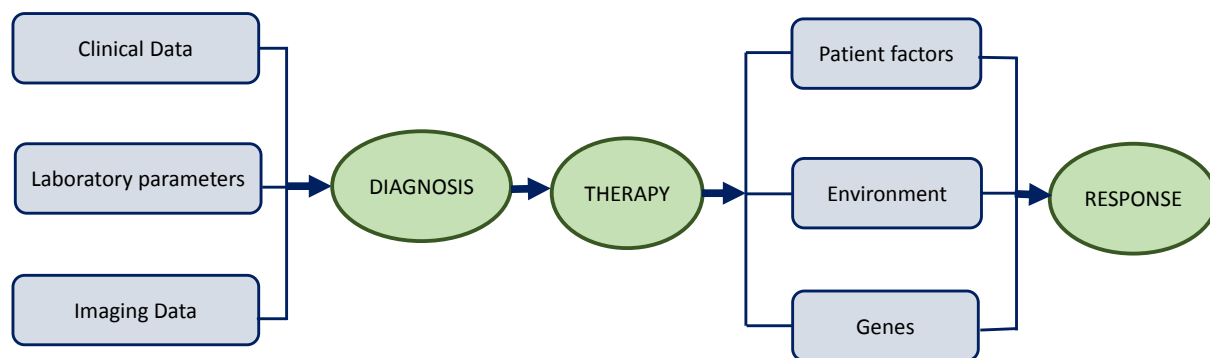 Clinical Data
Laboratory parameters
Imaging Data
DIAGNOSIS
THERAPY
Patient factors
Environment
Genes
RESPONSE